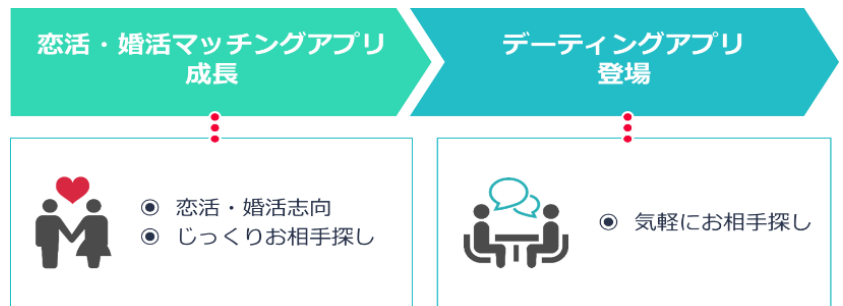 恋活・婚活マッチングアプリ
成長
デーティングアプリ
登場
◉ 恋活・婚活志向
◉ じっくりお相手探し
◉ 気軽にお相手探し